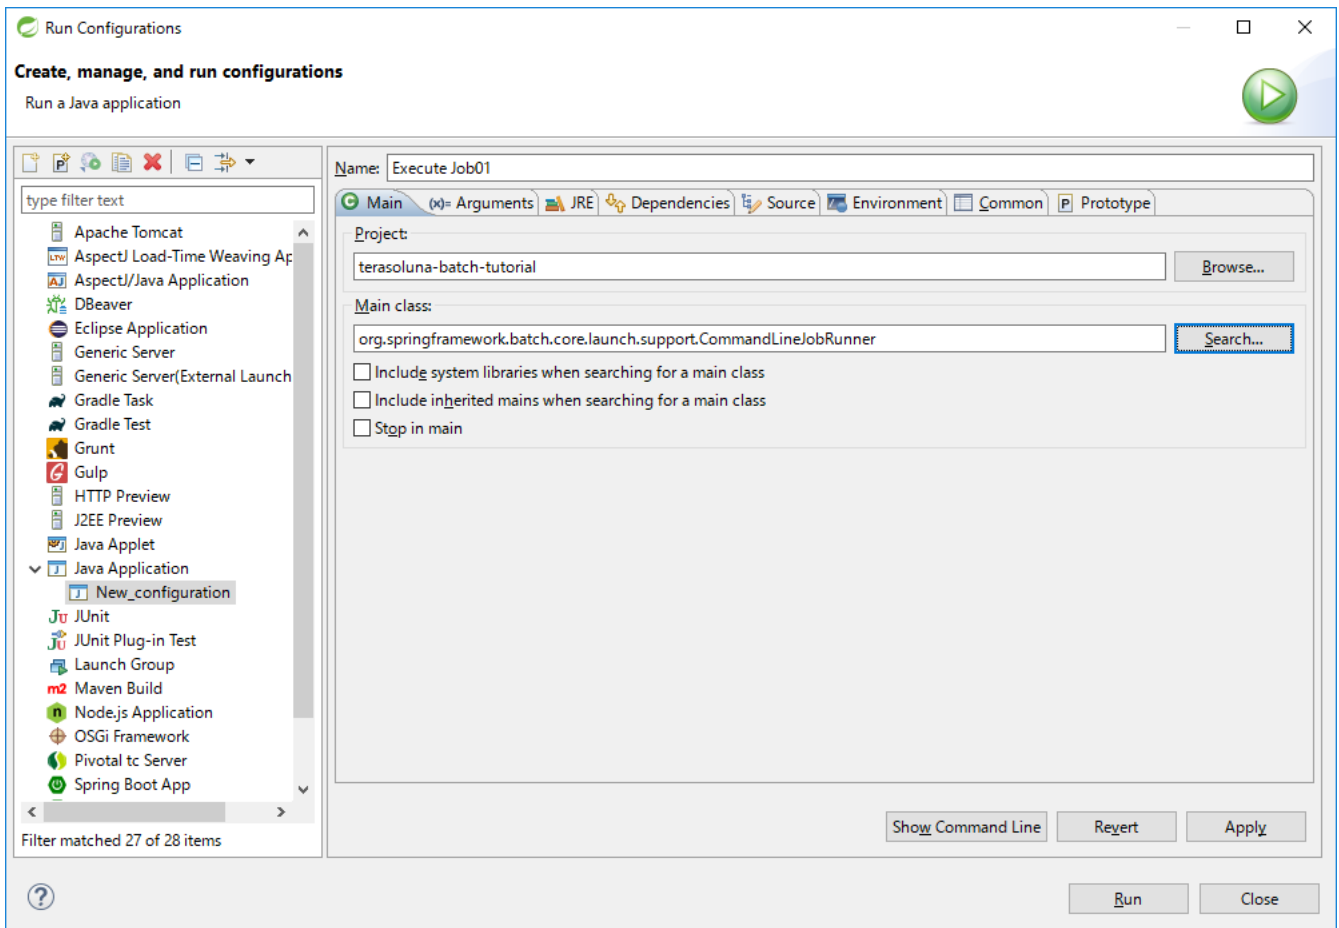 Run Configurations
Create, manage, and run configurations
Run a Java application
type filter text
Apache Tomcat
LTW AspectJ Load-Time Weaving Ap
AJ AspectJ/Java Application
DBeaver
Eclipse Application
Generic Server
Generic Server(External Launch
Gradle Task
Gradle Test
Grunt
Gulp
HTTP Preview
J2EE Preview
Java Applet
Java Application
New_configuration
Ju JUnit
JUnit Plug-in Test
Launch Group
m2 Maven Build
n Node.js Application
OSGi Framework
Pivotal tc Server
Spring Boot App
Filter matched 27 of 28 items
Name: Execute Job01
Main (x)= Arguments JRE Dependencies Source Environment Common P Prototype
Project:
terasoluna-batch-tutorial Browse...
Main class:
org.springframework.batch.core.launch.support.CommandLineJobRunner Search...
Include system libraries when searching for a main class
Include inherited mains when searching for a main class
Stop in main
Show Command Line Revert Apply
? Run Close